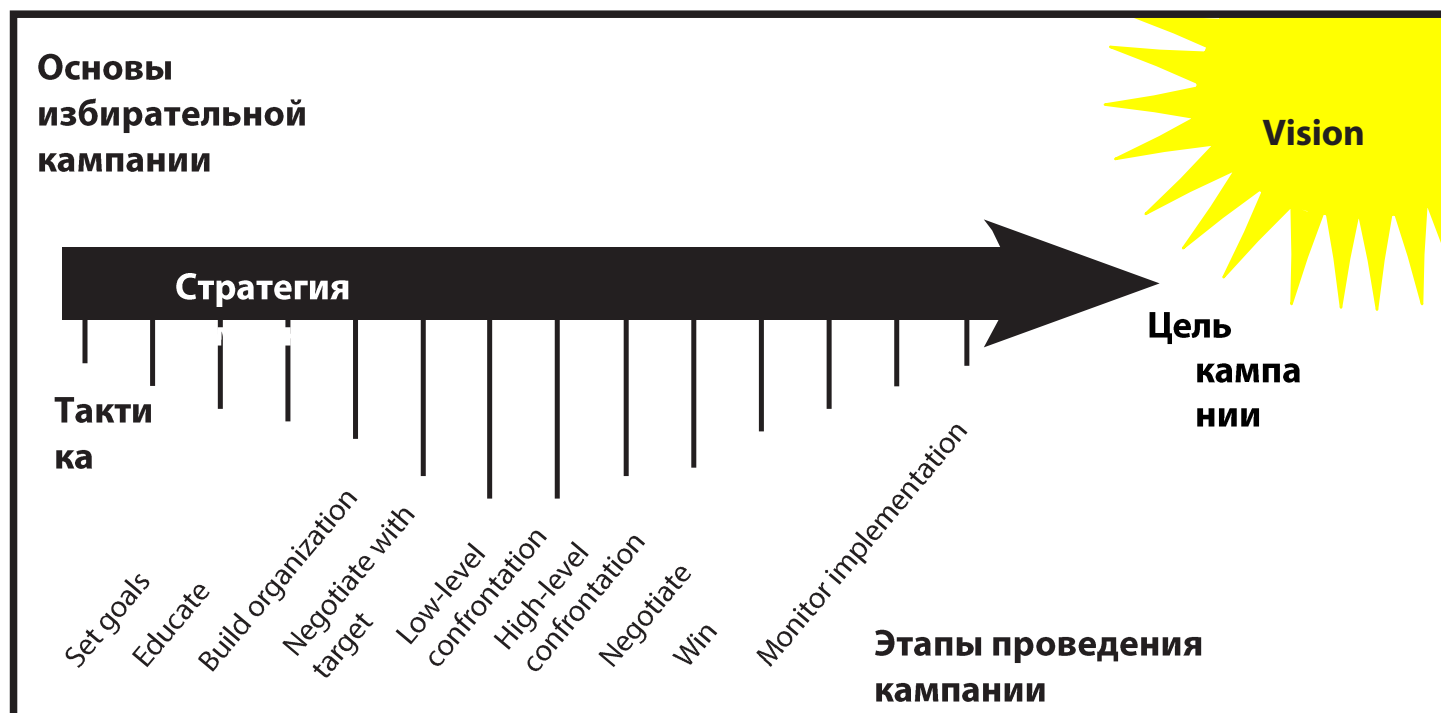 Основы
избирательной
кампании
Vision
Стратегия
Цель
кампа
нии
Такти
ка
Set goals
Educate
Build organization
Negotiate with
target
Low-level
confrontation
High-level
confrontation
Negotiate
Win
Monitor implementation
Этапы проведения
кампании